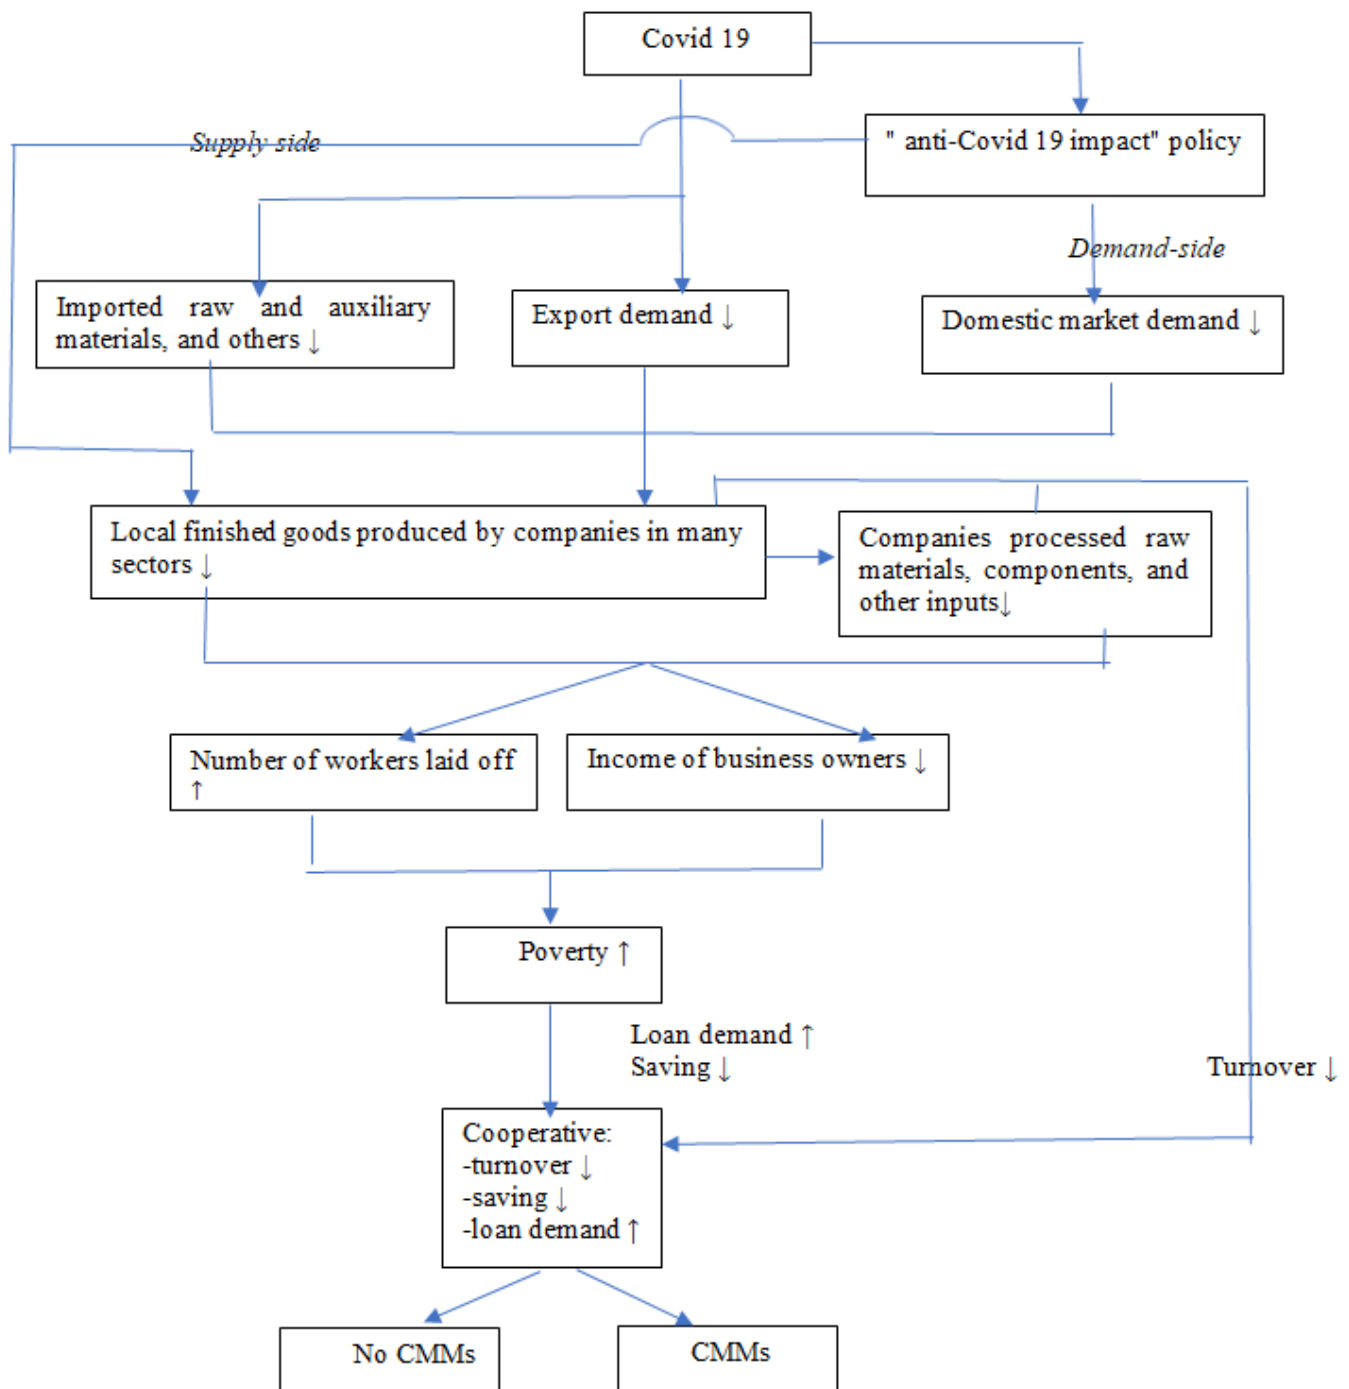 Covid 19
Supply side
" anti-Covid 19 impact" policy
Demand-side
Imported raw and auxiliary
materials, and others ↓
Export demand ↓
Domestic market demand ↓
Local finished goods produced by companies in many
sectors ↓
Companies processed raw
materials, components, and
other inputs↓
Number of workers laid off
↑
Income of business owners ↓
Poverty ↑
Loan demand ↑
Saving ↓
Turnover ↓
Cooperative:
-turnover ↓
-saving ↓
-loan demand ↑
No CMMs
CMMs